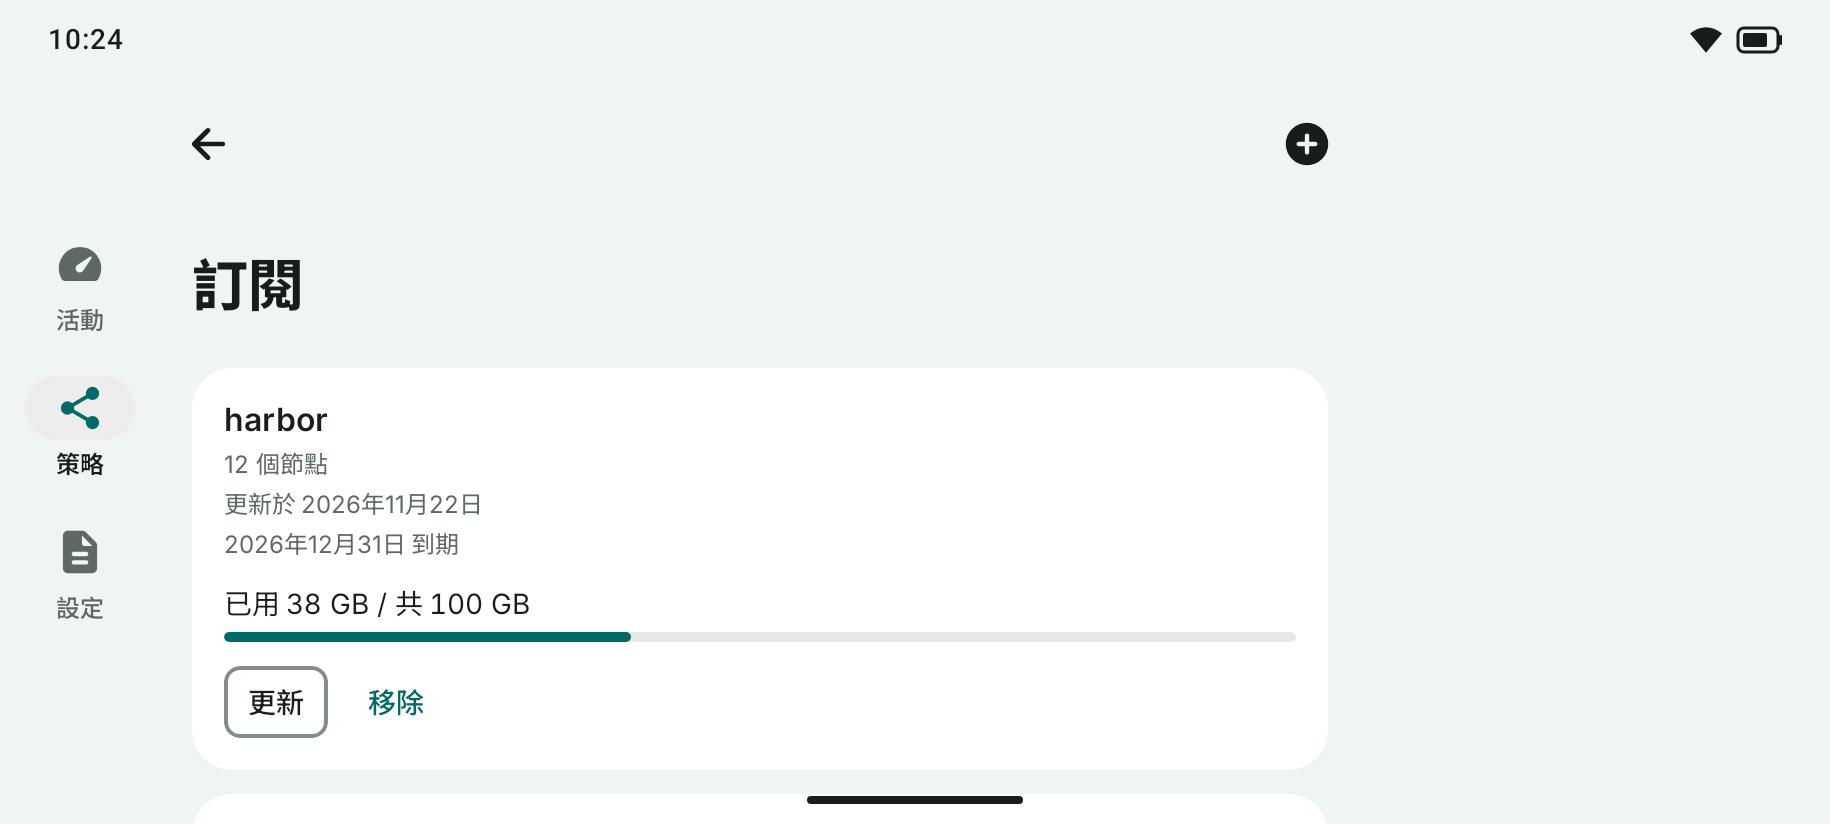 10:24
活動
策略
設定
訂閱
harbor
12 個節點
更新於 2026年11月22日
2026年12月31日 到期
已用 38 GB / 共 100 GB
更新
移除